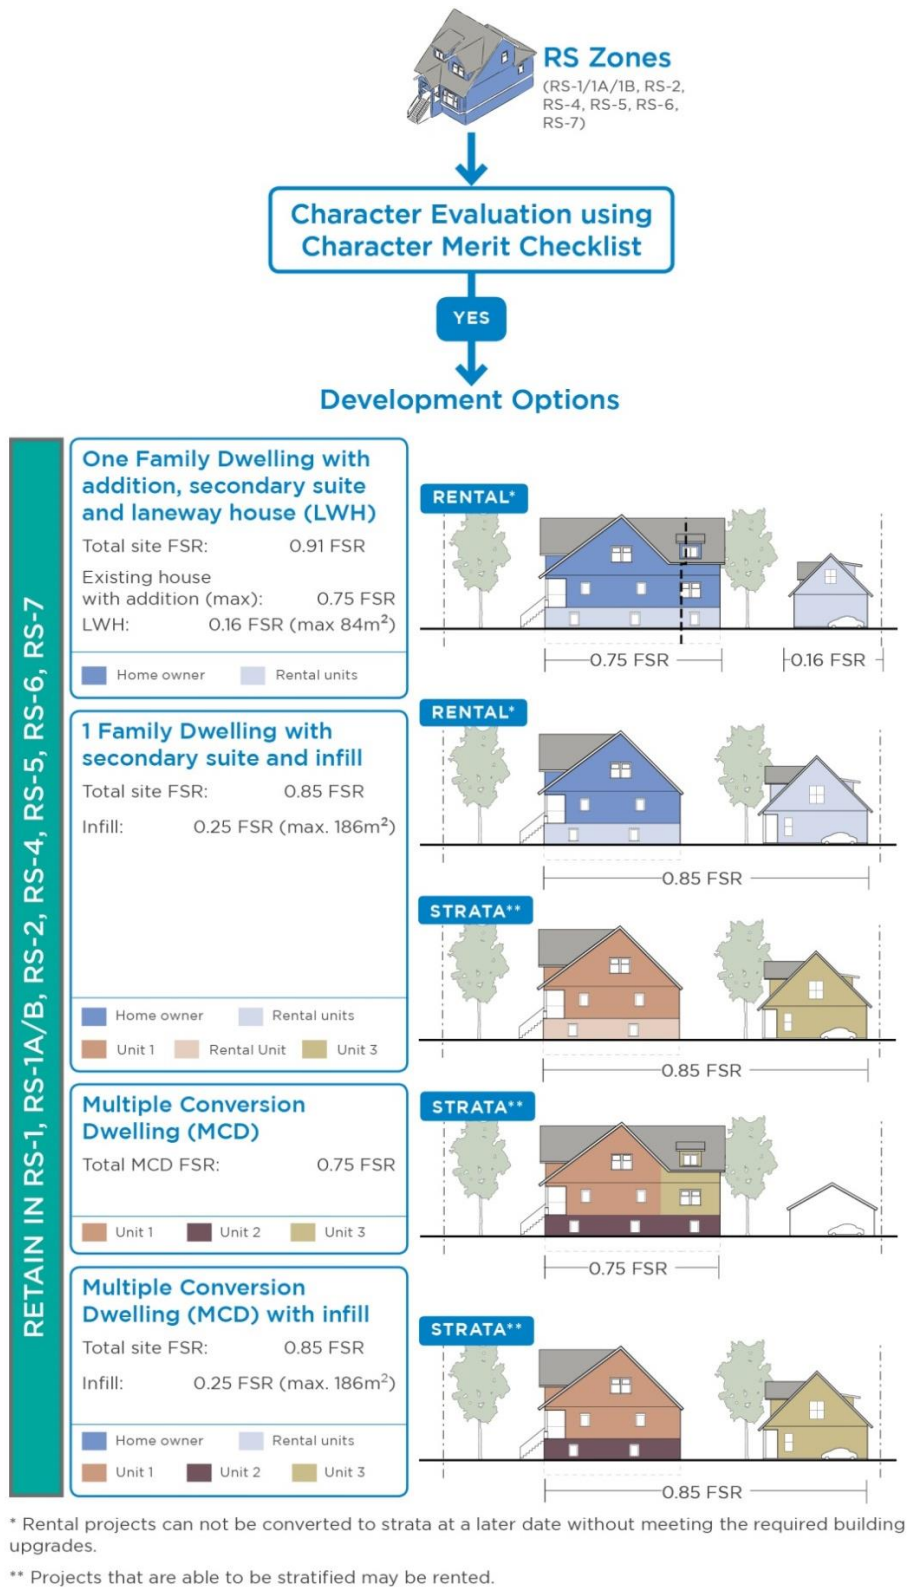 RS Zones
(RS-1/1A/1B, RS-2,
RS-4, RS-5, RS-6,
RS-7)
Character Evaluation using
Character Merit Checklist
YES
Development Options
RETAIN IN RS-1, RS-1A/B, RS-2, RS-4, RS-5, RS-6, RS-7
One Family Dwelling with
addition, secondary suite
and laneway house (LWH)
Total site FSR: 0.91 FSR
Existing house
with addition (max): 0.75 FSR
LWH: 0.16 FSR (max 84m²)
Home owner Rental units
RENTAL*
0.75 FSR 0.16 FSR
1 Family Dwelling with
secondary suite and infill
Total site FSR: 0.85 FSR
Infill: 0.25 FSR (max. 186m²)
Home owner Rental units
Unit 1 Rental Unit Unit 3
RENTAL*
0.85 FSR
STRATA**
0.85 FSR
Multiple Conversion
Dwelling (MCD)
Total MCD FSR: 0.75 FSR
Unit 1 Unit 2 Unit 3
STRATA**
0.75 FSR
Multiple Conversion
Dwelling (MCD) with infill
Total site FSR: 0.85 FSR
Infill: 0.25 FSR (max. 186m²)
Home owner Rental units
Unit 1 Unit 2 Unit 3
STRATA**
0.85 FSR
* Rental projects can not be converted to strata at a later date without meeting the required building
upgrades.
** Projects that are able to be stratified may be rented.